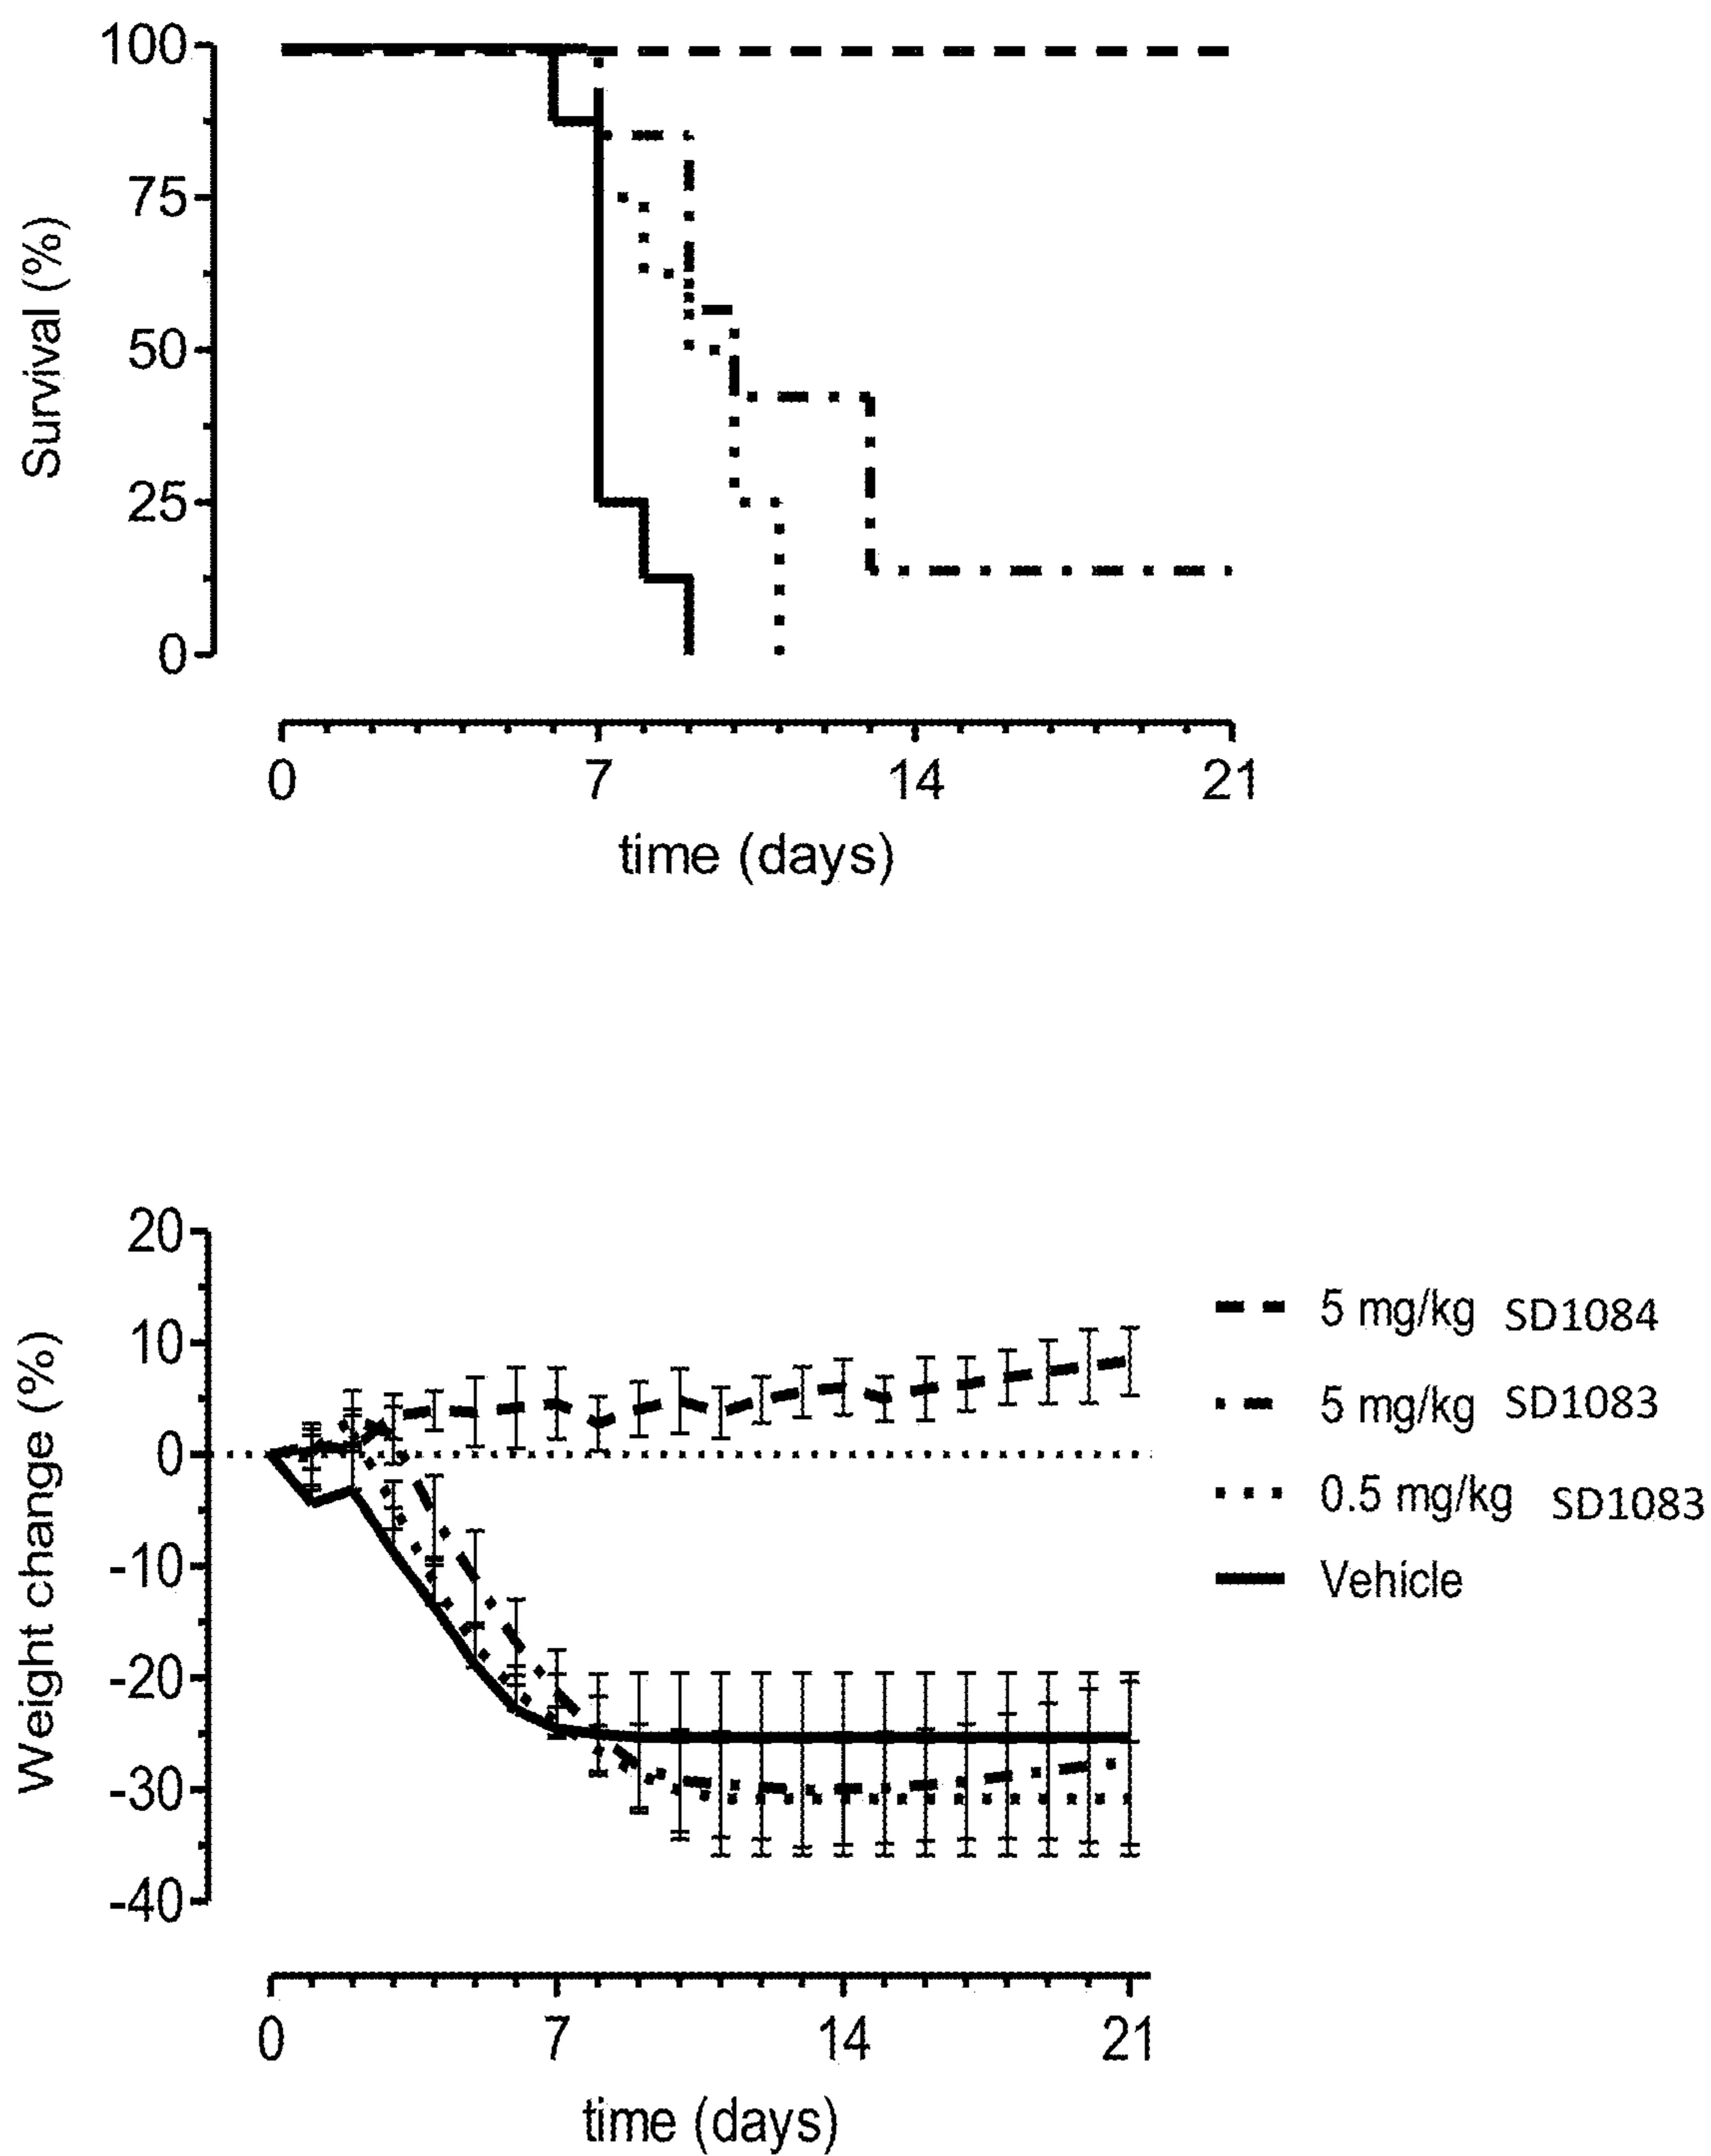 100
75
50
25
0
Survival (%)
0 7 14 21
time (days)
20
10
0
-10
-20
-30
-40
Weight change (%)
0 7 14 21
time (days)
5 mg/kg SD1084
5 mg/kg SD1083
0.5 mg/kg SD1083
Vehicle